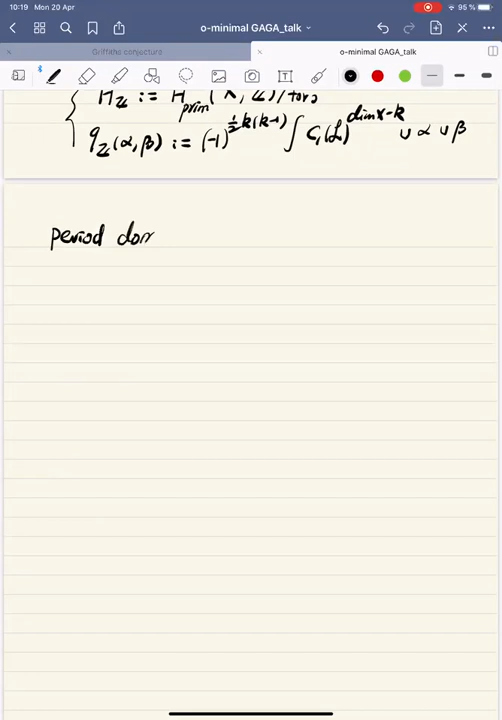 10:19 Mon 20 Apr
95 %
o-minimal GAGA_talk
Griffiths conjecture
o-minimal GAGA_talk
H_ℤ := H_prim(X, ℤ)/tors
q_ℤ(α, β) := (-1)^{½k(k-1)} ∫ c₁(L)^{dim X - k} ∪ α ∪ β
period dom